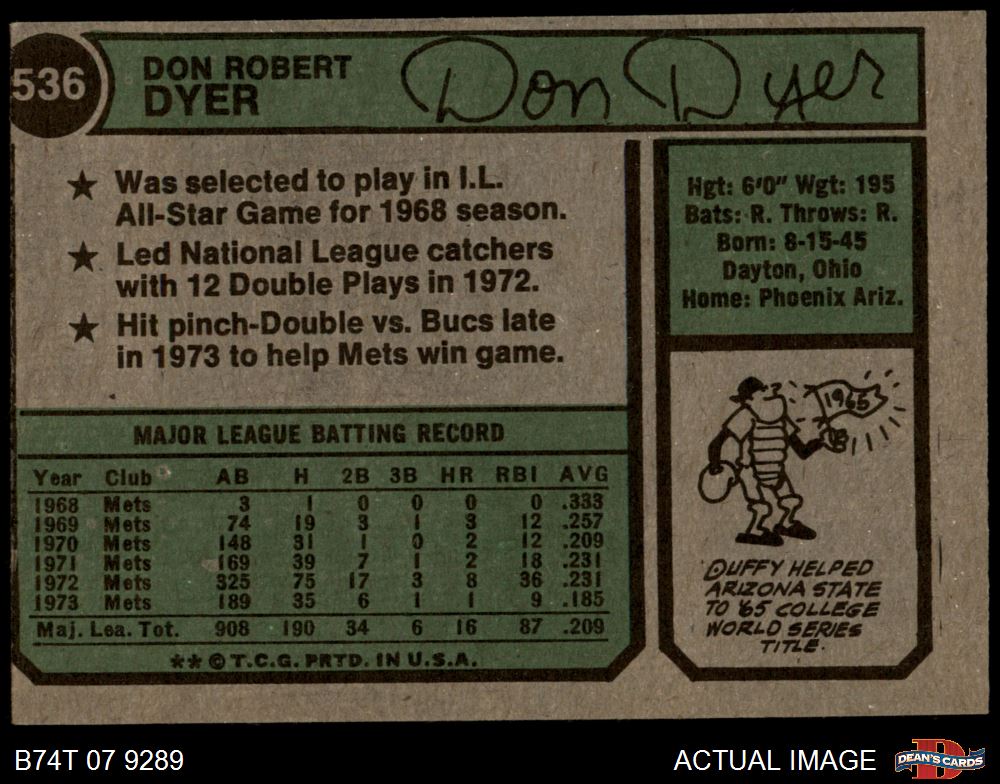 536
DON ROBERT
DYER
Don Dyer
★ Was selected to play in I.L.
All-Star Game for 1968 season.
★ Led National League catchers
with 12 Double Plays in 1972.
★ Hit pinch-Double vs. Bucs late
in 1973 to help Mets win game.
MAJOR LEAGUE BATTING RECORD
Year Club AB H 2B 3B HR RBI AVG
1968 Mets 3 1 0 0 0 0 .333
1969 Mets 74 19 3 1 3 12 .257
1970 Mets 148 31 1 0 2 12 .209
1971 Mets 169 39 7 1 2 18 .231
1972 Mets 325 75 17 3 8 36 .231
1973 Mets 189 35 6 1 1 9 .185
Maj. Lea. Tot. 908 190 34 6 16 87 .209
** © T.C.G. PRTD. IN U.S.A.
Hgt: 6'0" Wgt: 195
Bats: R. Throws: R.
Born: 8-15-45
Dayton, Ohio
Home: Phoenix Ariz.
1965
DUFFY HELPED
ARIZONA STATE
TO '65 COLLEGE
WORLD SERIES
TITLE.
B74T 07 9289
ACTUAL IMAGE
D
DEAN'S CARDS